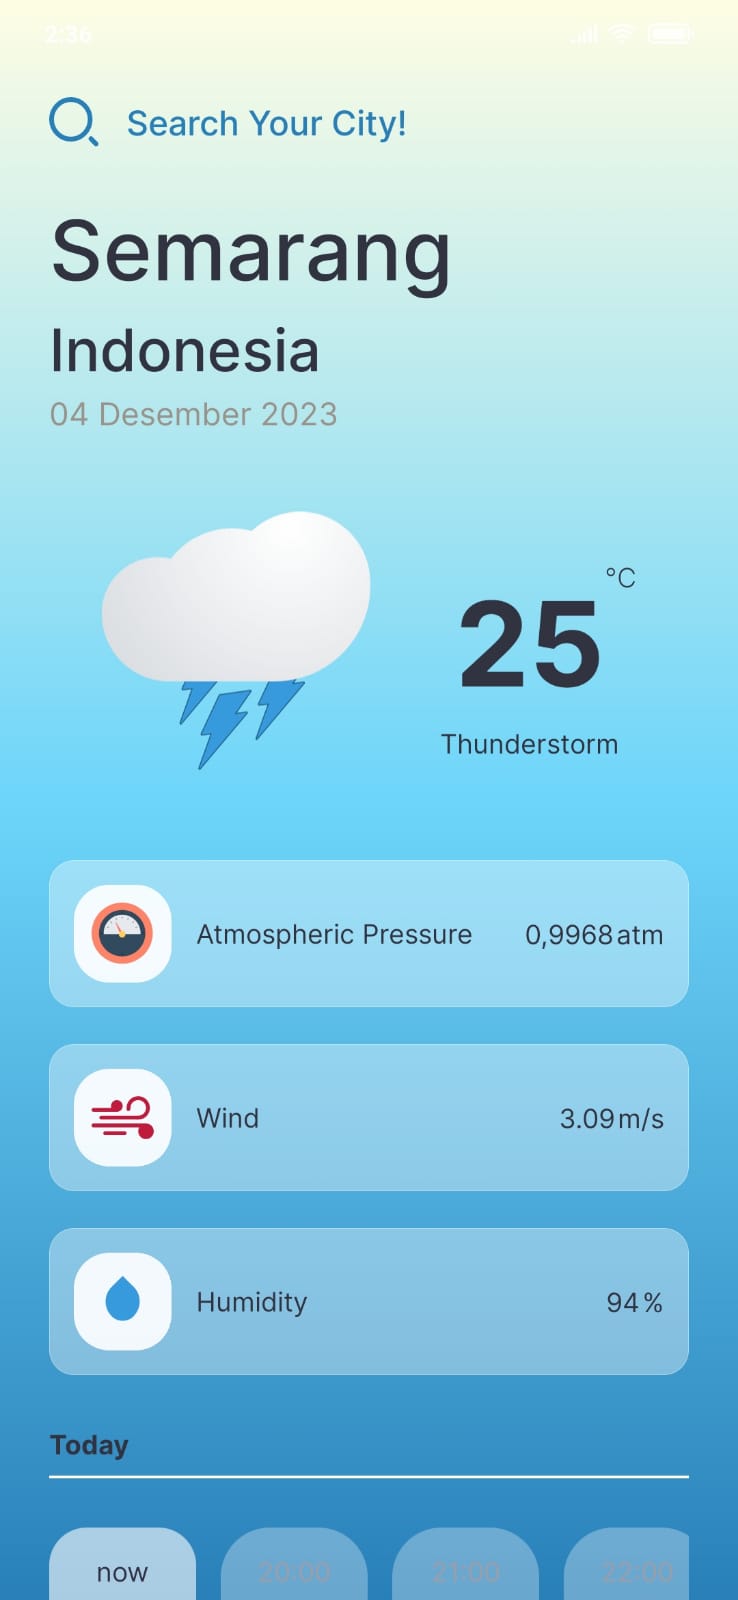 2:36
Search Your City!
Semarang
Indonesia
04 Desember 2023
°C
25
Thunderstorm
Atmospheric Pressure 0,9968 atm
Wind 3.09 m/s
Humidity 94 %
Today
now 20:00 21:00 22:00